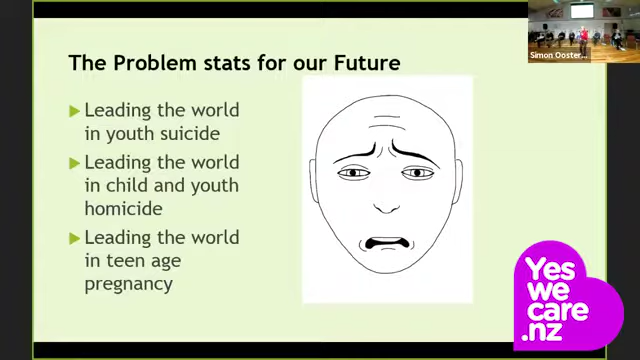 The Problem stats for our Future
Leading the world
in youth suicide
Leading the world
in child and youth
homicide
Leading the world
in teen age
pregnancy
Simon Ooster...
Yes
we
care
.nz